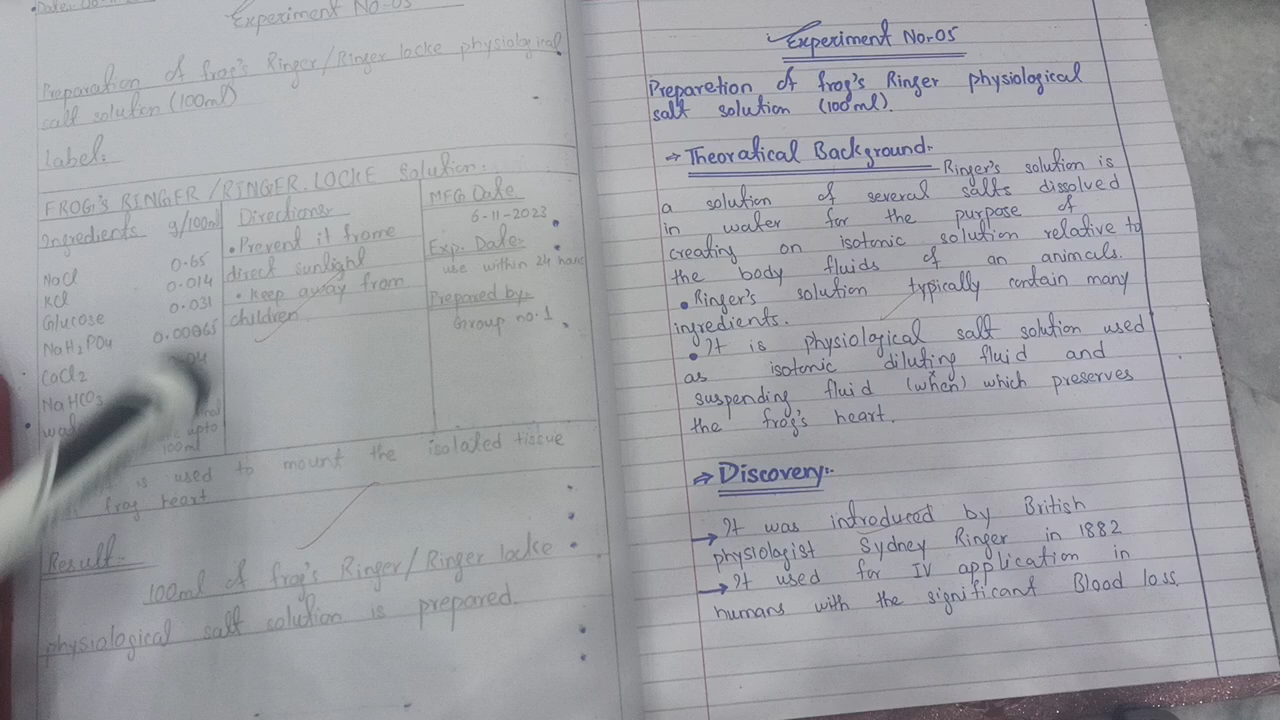 Experiment No-05
Preparation of frog's Ringer/Ringer locke physiological
salt solution (100ml)
Label:
FROG'S RINGER/RINGER LOCKE Solution.
Ingredients g/100ml
NaCl 0.65
KCl 0.014
Glucose 0.031
NaH2PO4 0.00065
CaCl2
NaHCO3
upto
100ml
Directions
• Prevent it frome
direct sunlight
• Keep away from
children
MFG Date
6-11-2023
Exp. Date:-
use within 24 hours
Prepared by:-
Group no. 1
is used to mount the isolated tissue
frog heart
Result:-
100ml of frog's Ringer/Ringer locke
physiological salt solution is prepared.
Experiment No-05
Preparetion of frog's Ringer physiological
salt solution (100ml).
→ Theoratical Background:-
Ringer's solution is
a solution of several salts dissolved
in water for the purpose of
creating on isotonic solution relative to
the body fluids of an animals.
• Ringer's solution typically contain many
ingredients.
• It is physiological salt solution used
as isotonic diluting fluid and
suspending fluid (when) which preserves
the frog's heart.
→ Discovery:-
→ It was introduced by British
physiologist Sydney Ringer in 1882
→ It used for IV application in
humans with the significant Blood loss.